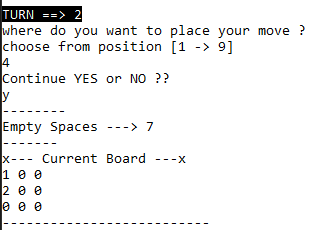 TURN ==> 2
where do you want to place your move ?
choose from position [1 -> 9]
4
Continue YES or NO ??
y
--------
Empty Spaces ---> 7
-------
x--- Current Board ---x
1 0 0
2 0 0
0 0 0
--------------------------